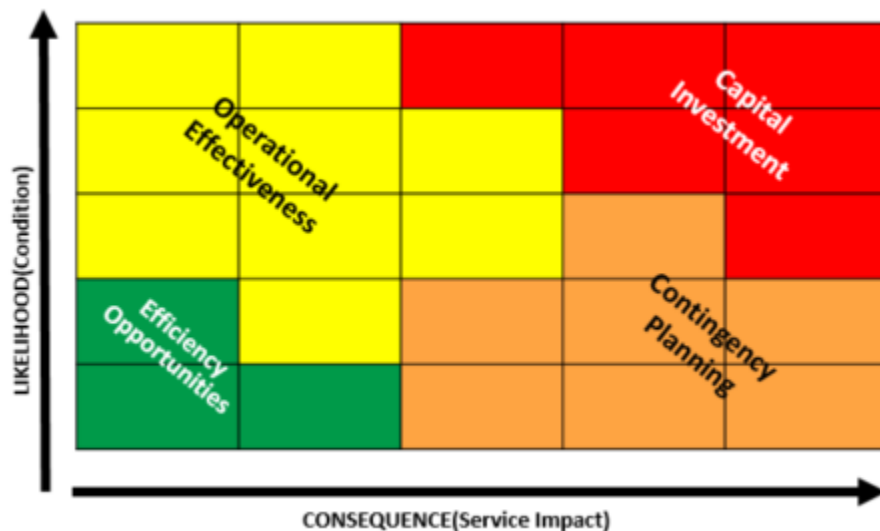 LIKELIHOOD(Condition)
Operational
Effectiveness
Capital
Investment
Efficiency
Opportunities
Contingency
Planning
CONSEQUENCE(Service Impact)